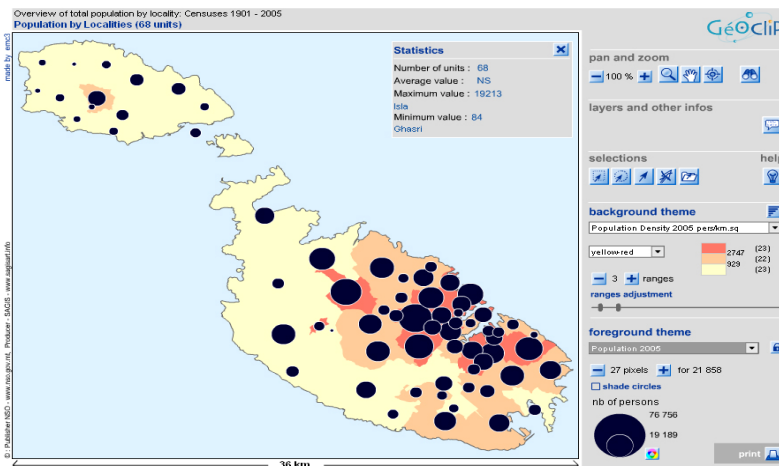 Overview of total population by locality: Censuses 1901 - 2005
Population by Localities (68 units)
made by emc3
D : Publisher NSO - www.nso.gov.mt, Producer - SAGIS - www.sagisart.info
Statistics
Number of units : 68
Average value : NS
Maximum value : 19213
Isla
Minimum value : 84
Ghasri
36 km
GéOcliP
pan and zoom
100 %
layers and other infos
selections
help
background theme
Population Density 2005 pers/km.sq
yellow-red
2747
929
(23)
(22)
(23)
3 ranges
ranges adjustment
foreground theme
Population 2005
27 pixels for 21 858
shade circles
nb of persons
76 756
19 189
print